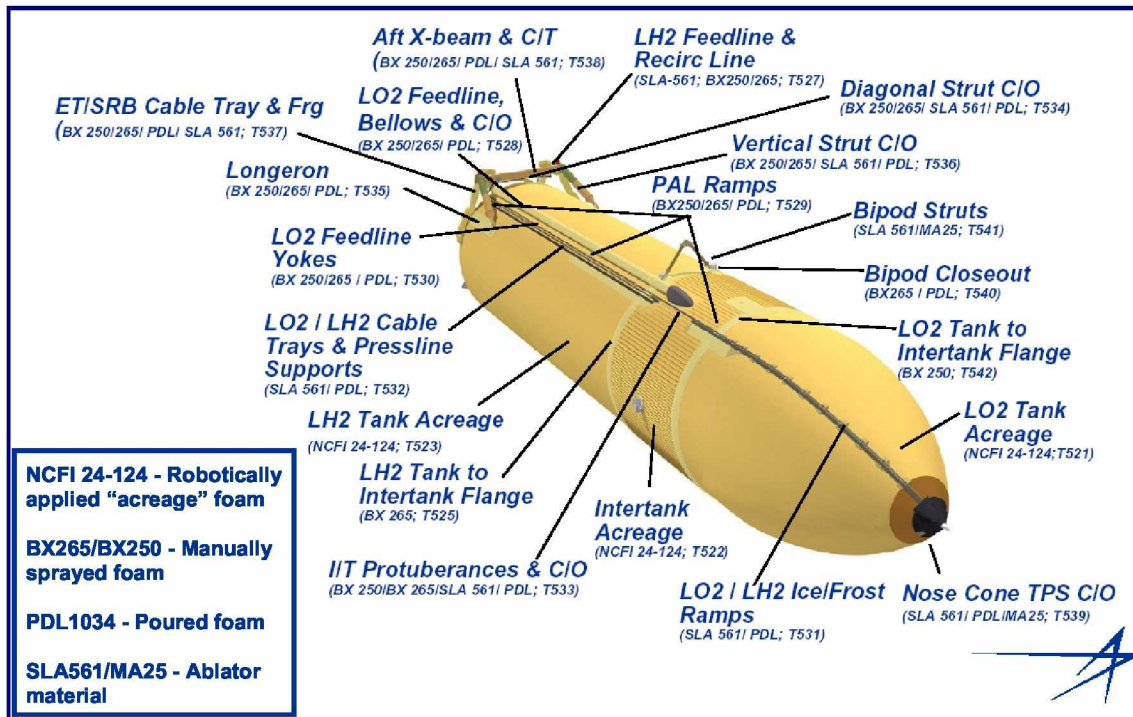 Aft X-beam & C/T
(BX 250/265/ PDL/ SLA 561; T538)
LH2 Feedline &
Recirc Line
(SLA-561; BX250/265; T527)
ET/SRB Cable Tray & Frg
(BX 250/265/ PDL/ SLA 561; T537)
LO2 Feedline,
Bellows & C/O
(BX 250/265/ PDL; T528)
Diagonal Strut C/O
(BX 250/265/ SLA 561/ PDL; T534)
Longeron
(BX 250/265/ PDL; T535)
Vertical Strut C/O
(BX 250/265/ SLA 561/ PDL; T536)
PAL Ramps
(BX250/265/ PDL; T529)
Bipod Struts
(SLA 561/MA25; T541)
LO2 Feedline
Yokes
(BX 250/265 / PDL; T530)
Bipod Closeout
(BX265 / PDL; T540)
LO2 / LH2 Cable
Trays & Pressline
Supports
(SLA 561/ PDL; T532)
LO2 Tank to
Intertank Flange
(BX 250; T542)
LH2 Tank Acreage
(NCFI 24-124; T523)
LO2 Tank
Acreage
(NCFI 24-124;T521)
LH2 Tank to
Intertank Flange
(BX 265; T525)
Intertank
Acreage
(NCFI 24-124; T522)
I/T Protuberances & C/O
(BX 250/BX 265/SLA 561/ PDL; T533)
LO2 / LH2 Ice/Frost
Ramps
(SLA 561/ PDL; T531)
Nose Cone TPS C/O
(SLA 561/ PDL/MA25; T539)
NCFI 24-124 - Robotically
applied “acreage” foam
BX265/BX250 - Manually
sprayed foam
PDL1034 - Poured foam
SLA561/MA25 - Ablator
material